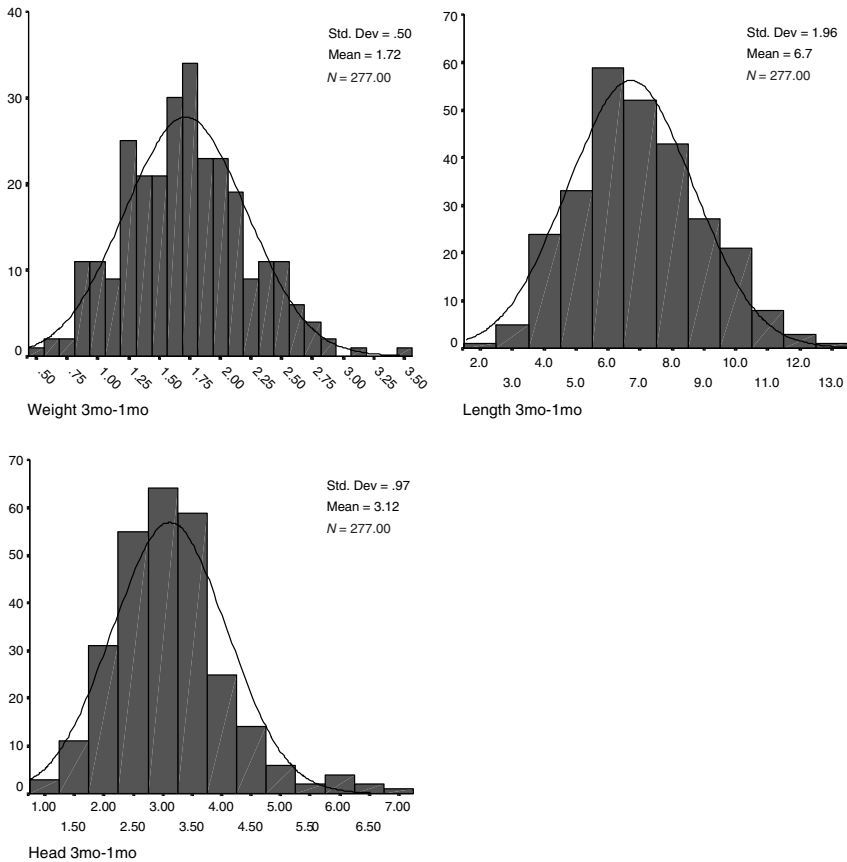 40
30
20
10
0
Std. Dev = .50
Mean = 1.72
N = 277.00
.50 .75 1.00 1.25 1.50 1.75 2.00 2.25 2.50 2.75 3.00 3.25 3.50
Weight 3mo-1mo
70
60
50
40
30
20
10
0
Std. Dev = 1.96
Mean = 6.7
N = 277.00
2.0 4.0 6.0 8.0 10.0 12.0
3.0 5.0 7.0 9.0 11.0 13.0
Length 3mo-1mo
70
60
50
40
30
20
10
0
Std. Dev = .97
Mean = 3.12
N = 277.00
1.00 2.00 3.00 4.00 5.00 6.00 7.00
1.50 2.50 3.50 4.50 5.50 6.50
Head 3mo-1mo